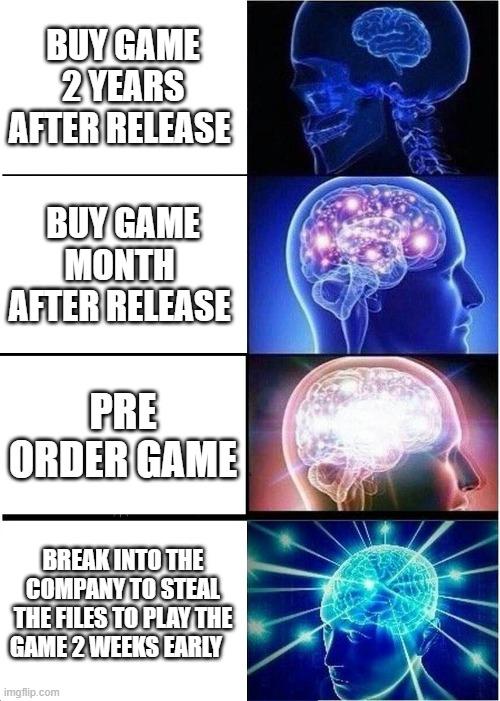 BUY GAME
2 YEARS
AFTER RELEASE
BUY GAME
MONTH
AFTER RELEASE
PRE
ORDER GAME
BREAK INTO THE
COMPANY TO STEAL
THE FILES TO PLAY THE
GAME 2 WEEKS EARLY
imgflip.com